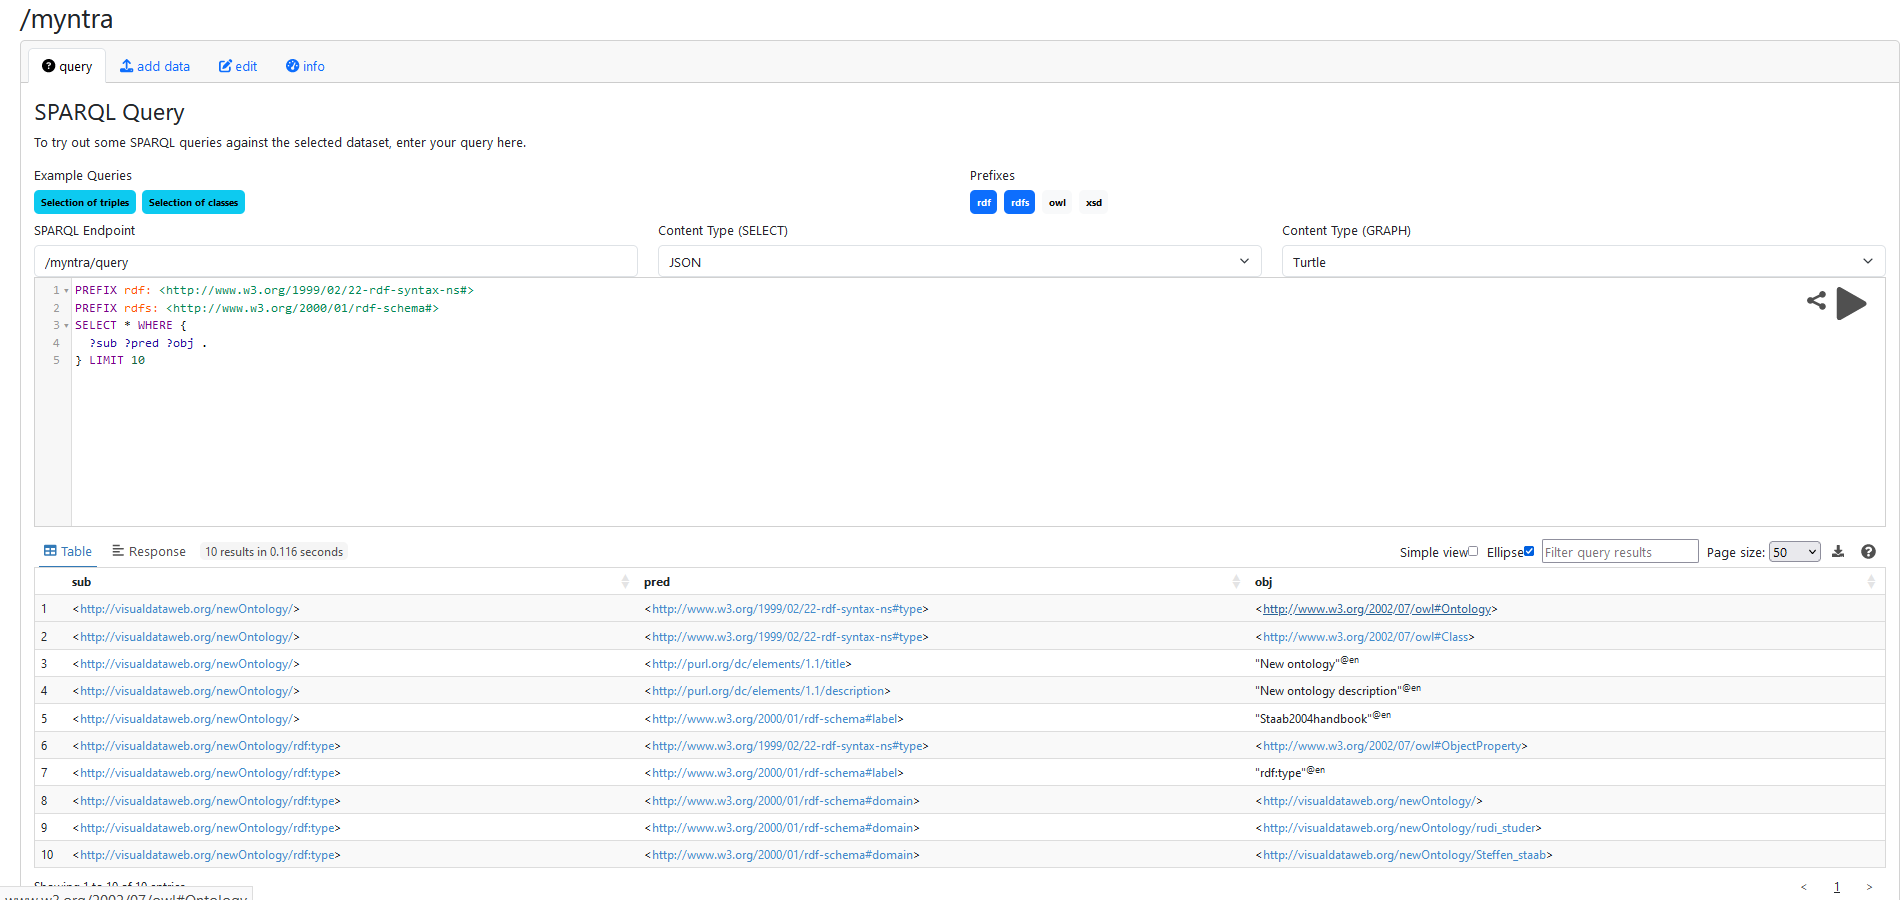 /myntra
query add data edit info
SPARQL Query
To try out some SPARQL queries against the selected dataset, enter your query here.
Example Queries Prefixes
Selection of triples Selection of classes rdf rdfs owl xsd
SPARQL Endpoint Content Type (SELECT) Content Type (GRAPH)
/myntra/query JSON Turtle
1 PREFIX rdf: <http://www.w3.org/1999/02/22-rdf-syntax-ns#>
2 PREFIX rdfs: <http://www.w3.org/2000/01/rdf-schema#>
3 SELECT * WHERE {
4 ?sub ?pred ?obj .
5 } LIMIT 10
Table Response 10 results in 0.116 seconds Simple view Ellipse Filter query results Page size: 50
sub pred obj
1 <http://visualdataweb.org/newOntology/> <http://www.w3.org/1999/02/22-rdf-syntax-ns#type> <http://www.w3.org/2002/07/owl#Ontology>
2 <http://visualdataweb.org/newOntology/> <http://www.w3.org/1999/02/22-rdf-syntax-ns#type> <http://www.w3.org/2002/07/owl#Class>
3 <http://visualdataweb.org/newOntology/> <http://purl.org/dc/elements/1.1/title> "New ontology"@en
4 <http://visualdataweb.org/newOntology/> <http://purl.org/dc/elements/1.1/description> "New ontology description"@en
5 <http://visualdataweb.org/newOntology/> <http://www.w3.org/2000/01/rdf-schema#label> "Staab2004handbook"@en
6 <http://visualdataweb.org/newOntology/rdf:type> <http://www.w3.org/1999/02/22-rdf-syntax-ns#type> <http://www.w3.org/2002/07/owl#ObjectProperty>
7 <http://visualdataweb.org/newOntology/rdf:type> <http://www.w3.org/2000/01/rdf-schema#label> "rdf:type"@en
8 <http://visualdataweb.org/newOntology/rdf:type> <http://www.w3.org/2000/01/rdf-schema#domain> <http://visualdataweb.org/newOntology/>
9 <http://visualdataweb.org/newOntology/rdf:type> <http://www.w3.org/2000/01/rdf-schema#domain> <http://visualdataweb.org/newOntology/rudi_studer>
10 <http://visualdataweb.org/newOntology/rdf:type> <http://www.w3.org/2000/01/rdf-schema#domain> <http://visualdataweb.org/newOntology/Steffen_staab>
Showing 1 to 10 of 10 entries < 1 >
www.w3.org/2002/07/owl#Ontology